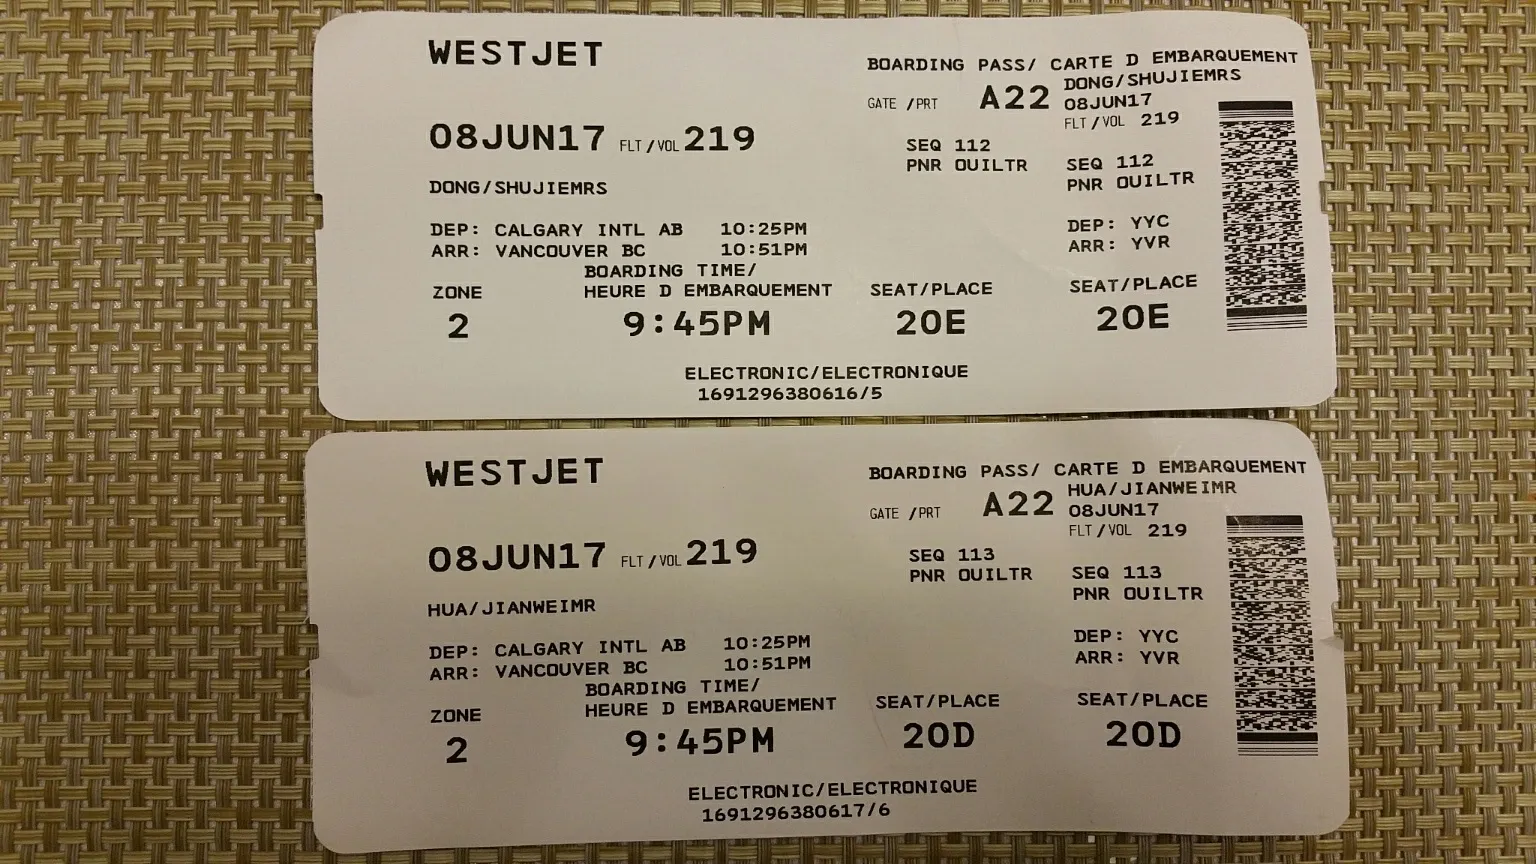 WESTJET
BOARDING PASS/ CARTE D EMBARQUEMENT
DONG/SHUJIEMRS
GATE /PRT A22 08JUN17
08JUN17 FLT/VOL 219
FLT/VOL 219
SEQ 112
PNR OUILTR
SEQ 112
PNR OUILTR
DONG/SHUJIEMRS
DEP: CALGARY INTL AB 10:25PM
ARR: VANCOUVER BC 10:51PM
DEP: YYC
ARR: YVR
BOARDING TIME/
ZONE HEURE D EMBARQUEMENT SEAT/PLACE SEAT/PLACE
2 9:45PM 20E 20E
ELECTRONIC/ELECTRONIQUE
1691296380616/5
WESTJET
BOARDING PASS/ CARTE D EMBARQUEMENT
HUA/JIANWEIMR
GATE /PRT A22 08JUN17
08JUN17 FLT/VOL 219
FLT/VOL 219
SEQ 113
PNR OUILTR
SEQ 113
PNR OUILTR
HUA/JIANWEIMR
DEP: CALGARY INTL AB 10:25PM
ARR: VANCOUVER BC 10:51PM
DEP: YYC
ARR: YVR
BOARDING TIME/
ZONE HEURE D EMBARQUEMENT SEAT/PLACE SEAT/PLACE
2 9:45PM 20D 20D
ELECTRONIC/ELECTRONIQUE
1691296380617/6